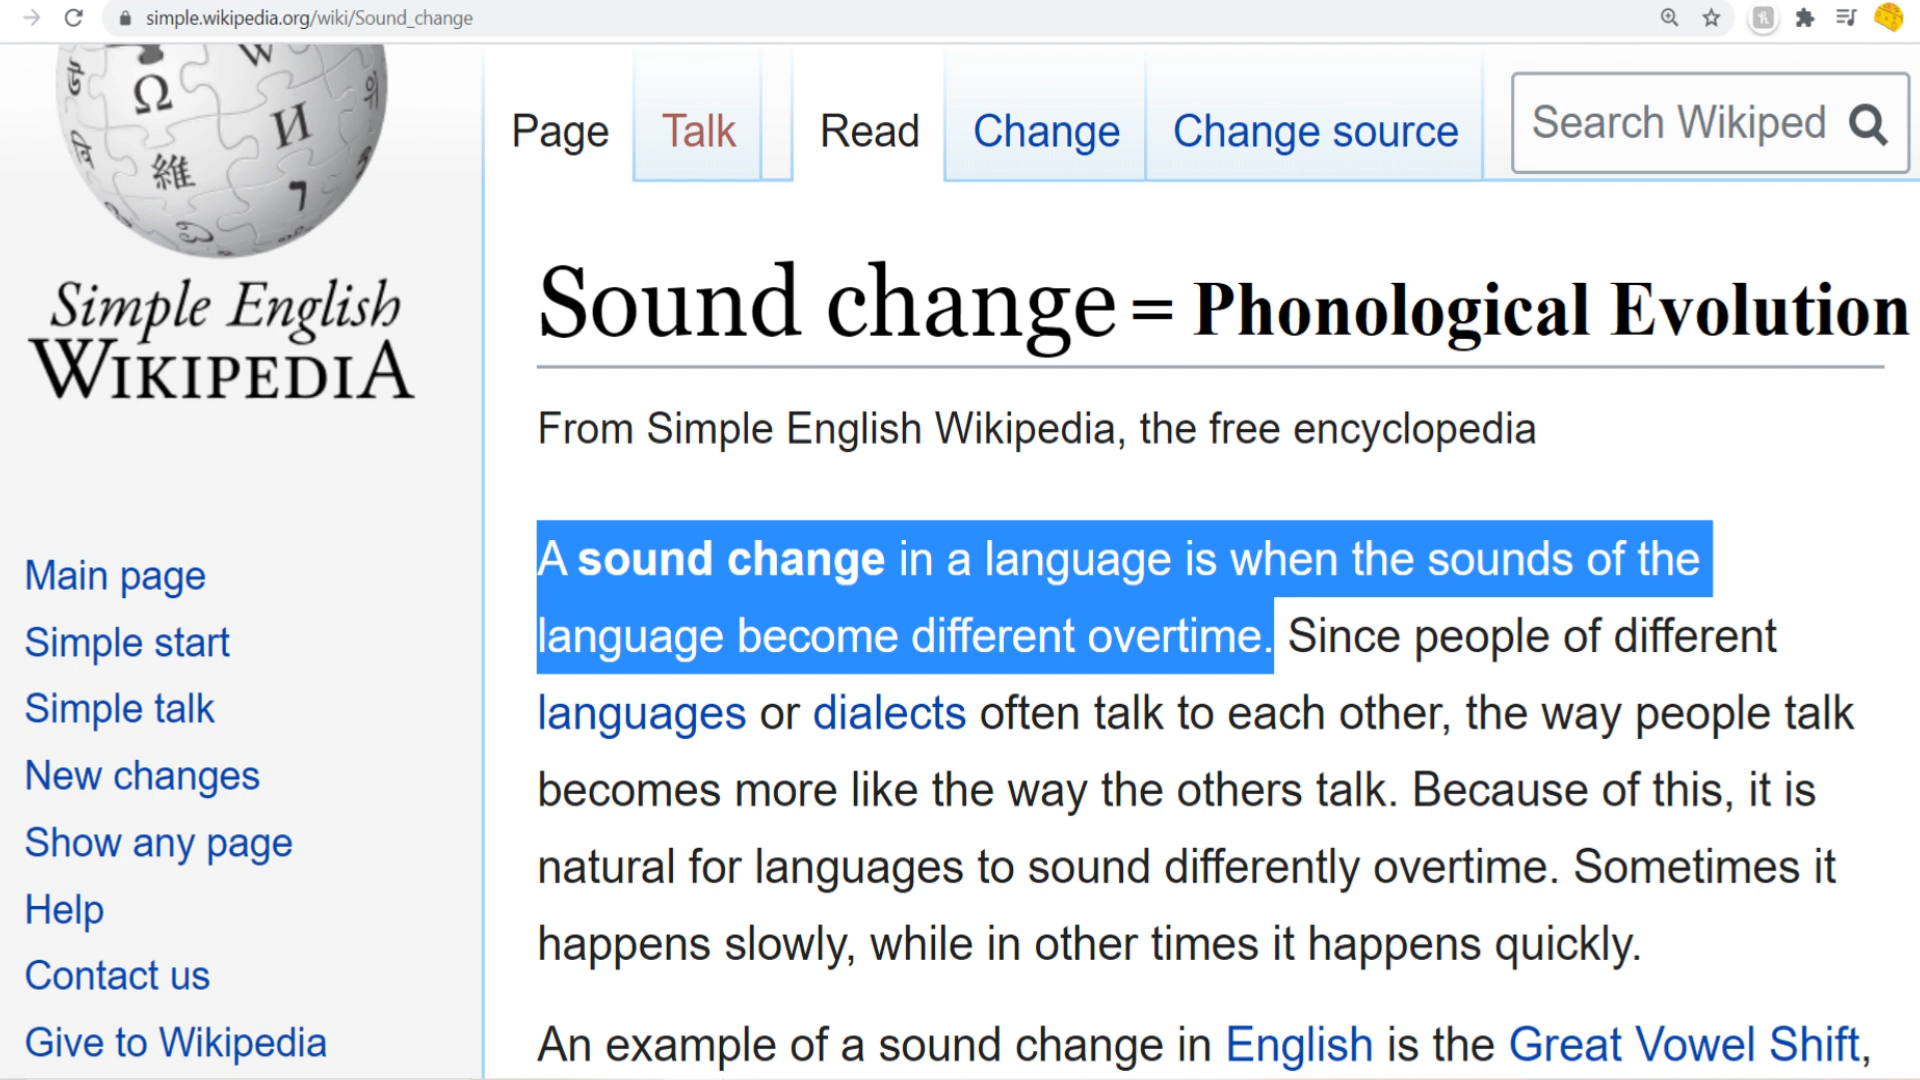 simple.wikipedia.org/wiki/Sound_change
Ω
W
И
維
위
ו
Simple English
WIKIPEDIA
Main page
Simple start
Simple talk
New changes
Show any page
Help
Contact us
Give to Wikipedia
Page
Talk
Read
Change
Change source
Search Wikiped
Sound change = Phonological Evolution
From Simple English Wikipedia, the free encyclopedia
A sound change in a language is when the sounds of the
language become different overtime. Since people of different
languages or dialects often talk to each other, the way people talk
becomes more like the way the others talk. Because of this, it is
natural for languages to sound differently overtime. Sometimes it
happens slowly, while in other times it happens quickly.
An example of a sound change in English is the Great Vowel Shift,